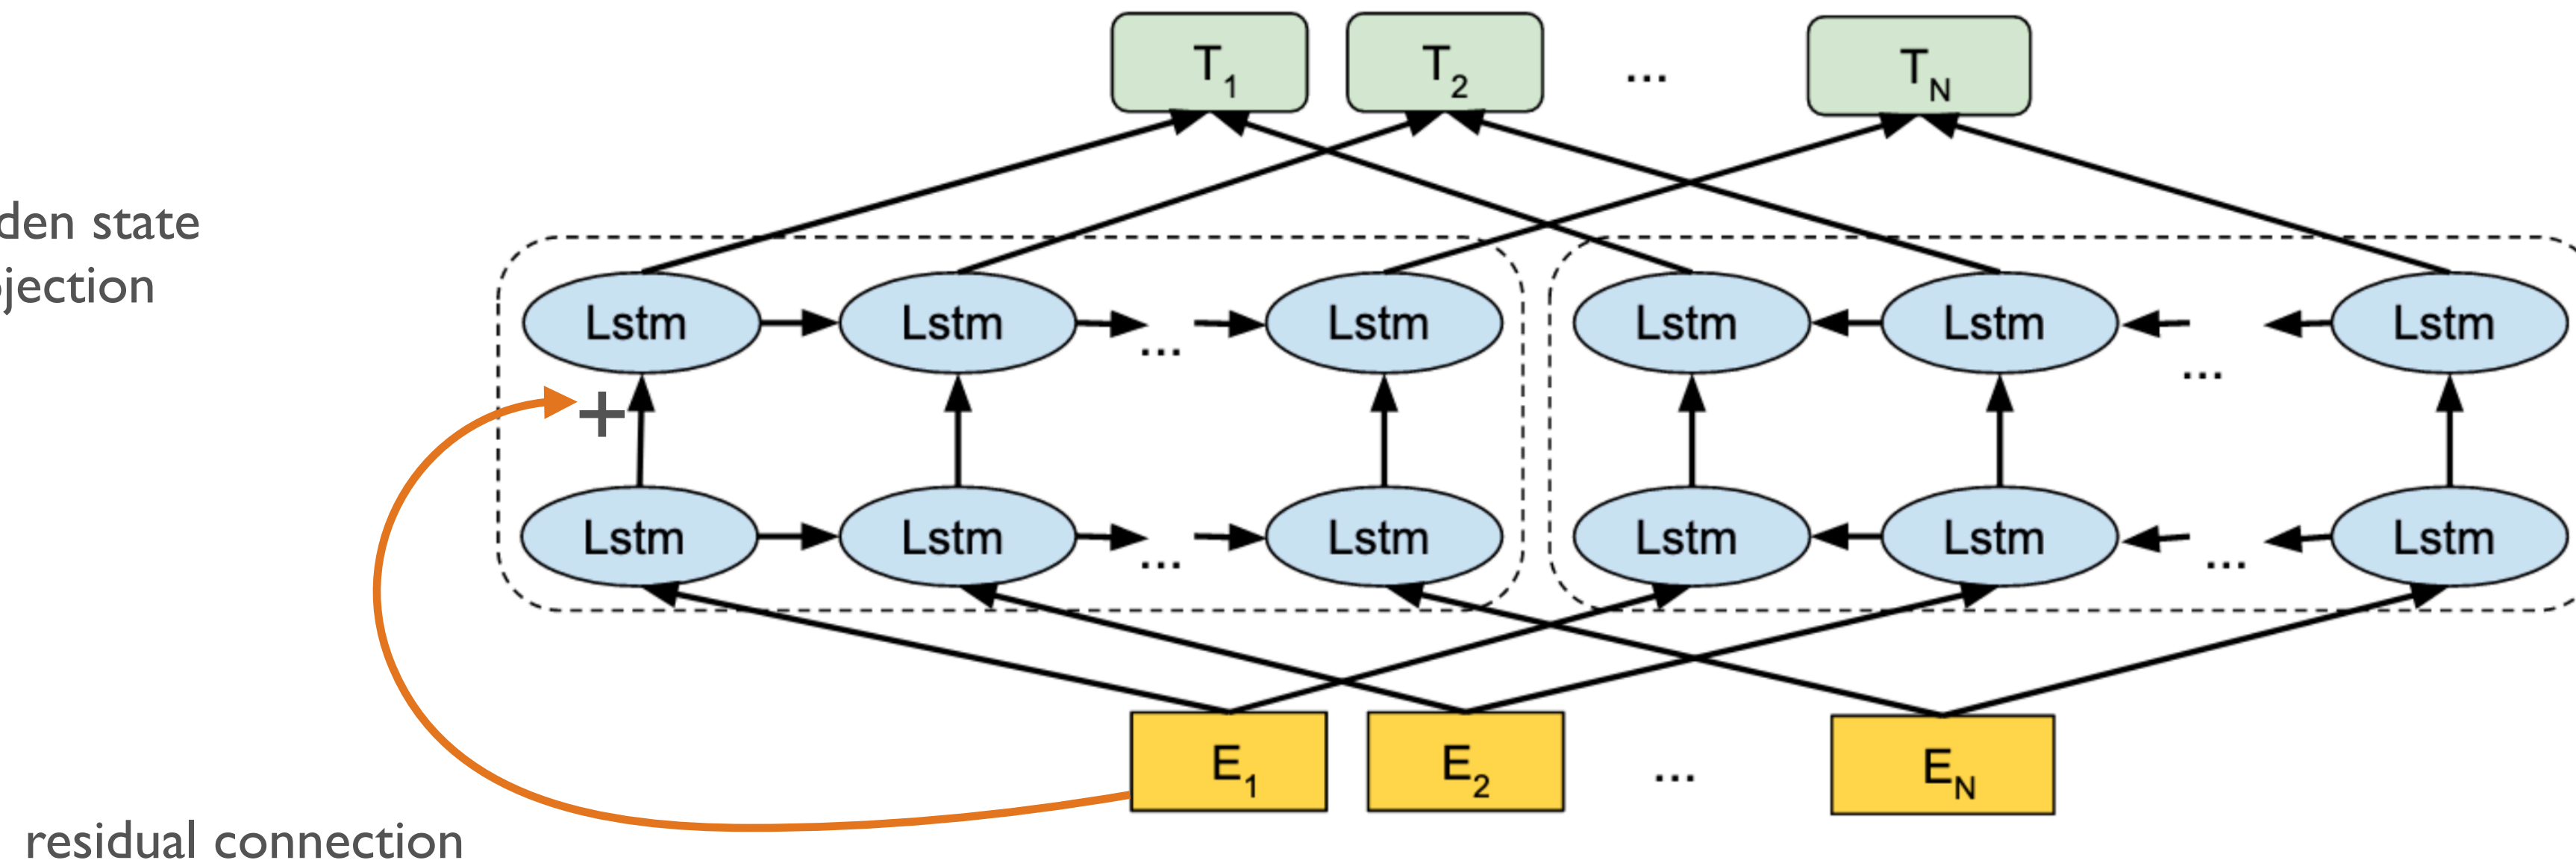 T1 T2 ... TN
den state
jection
Lstm Lstm ... Lstm Lstm Lstm ... Lstm
+
Lstm Lstm ... Lstm Lstm Lstm ... Lstm
E1 E2 ... EN
residual connection